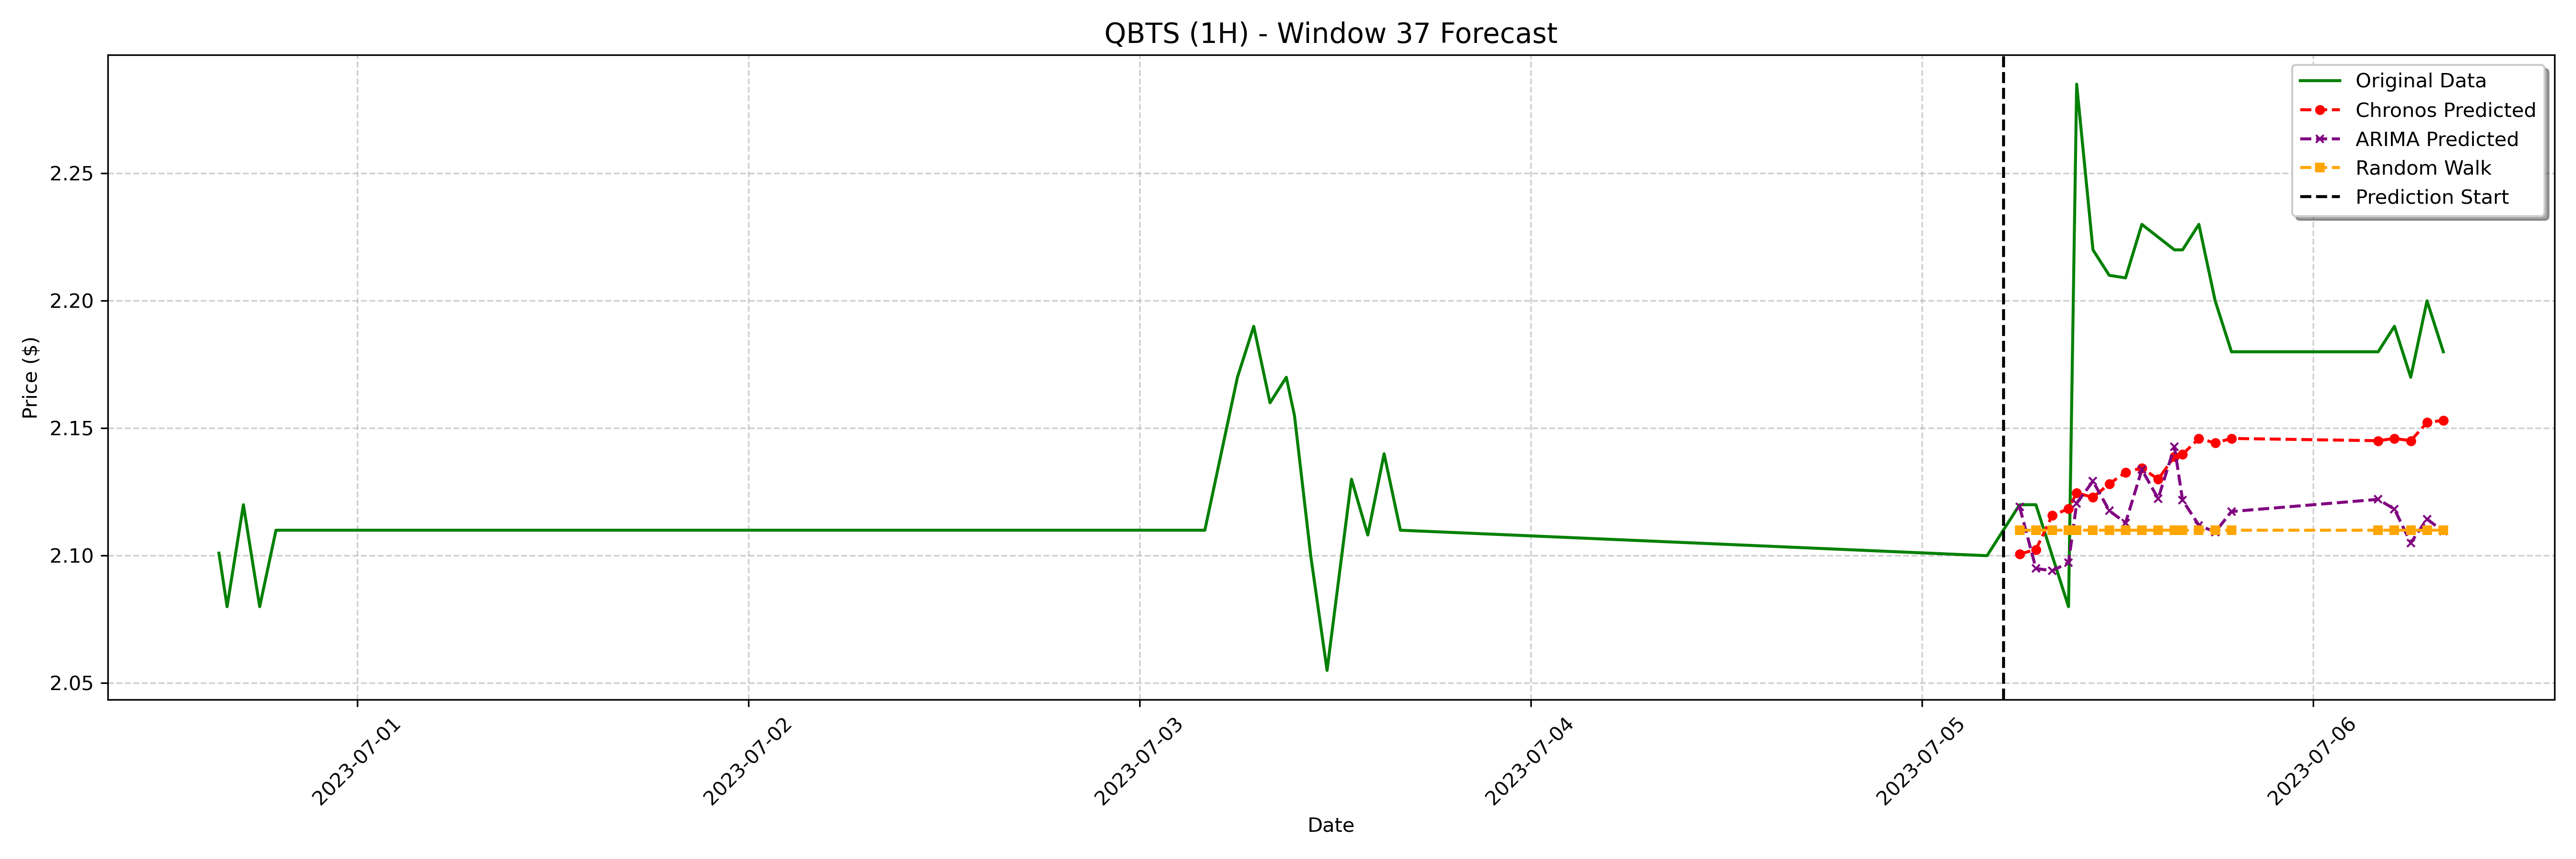 QBTS (1H) - Window 37 Forecast
Original Data
Chronos Predicted
ARIMA Predicted
Random Walk
Prediction Start
Price ($)
2.25
2.20
2.15
2.10
2.05
2023-07-01
2023-07-02
2023-07-03
2023-07-04
2023-07-05
2023-07-06
Date